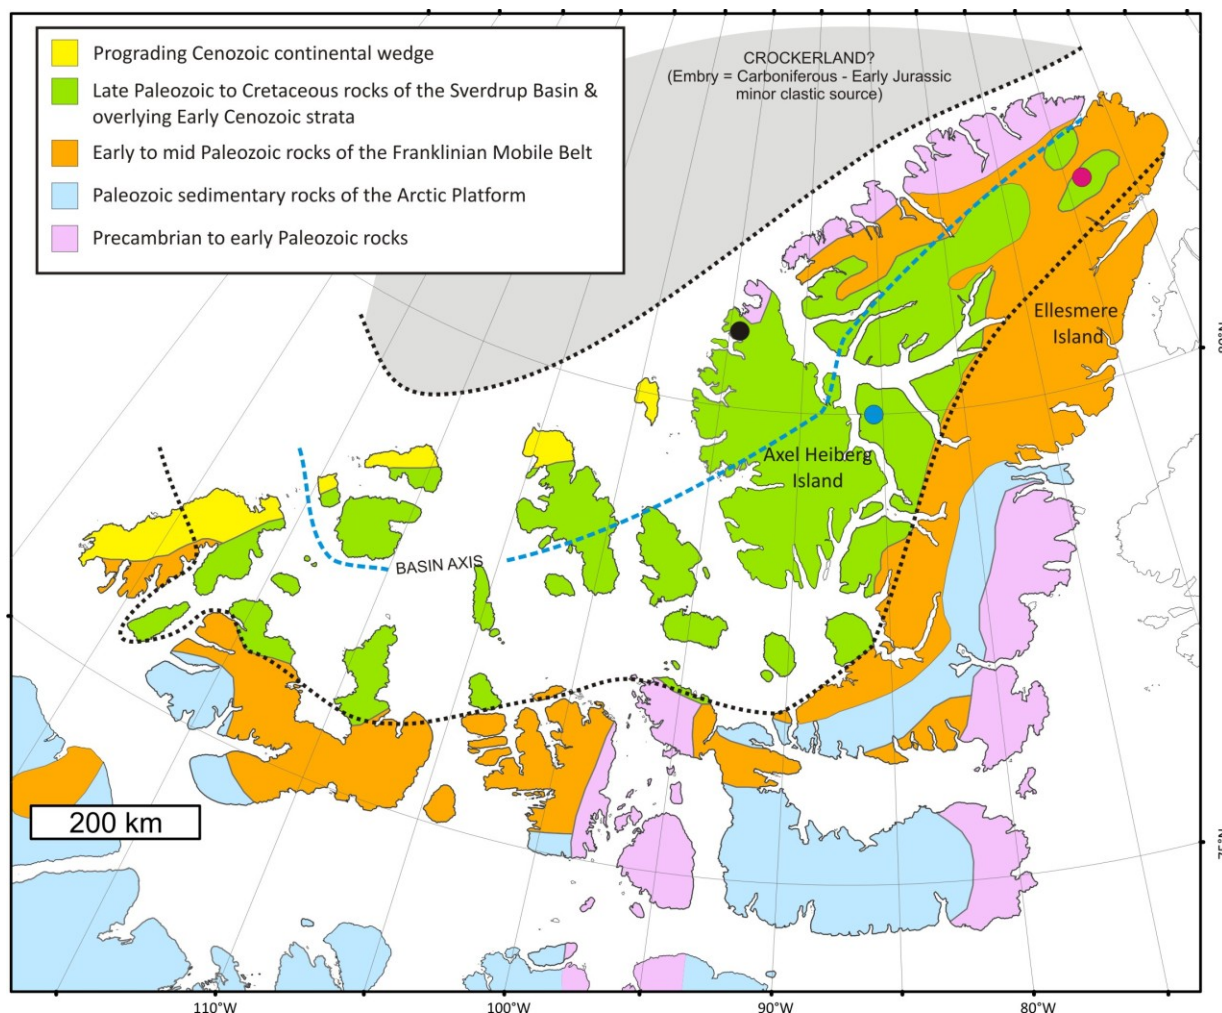 Prograding Cenozoic continental wedge
Late Paleozoic to Cretaceous rocks of the Sverdrup Basin &
overlying Early Cenozoic strata
Early to mid Paleozoic rocks of the Franklinian Mobile Belt
Paleozoic sedimentary rocks of the Arctic Platform
Precambrian to early Paleozoic rocks
CROCKERLAND?
(Embry = Carboniferous - Early Jurassic
minor clastic source)
Ellesmere
Island
80°N
Axel Heiberg
Island
BASIN AXIS
200 km
75°N
110°W
100°W
90°W
80°W